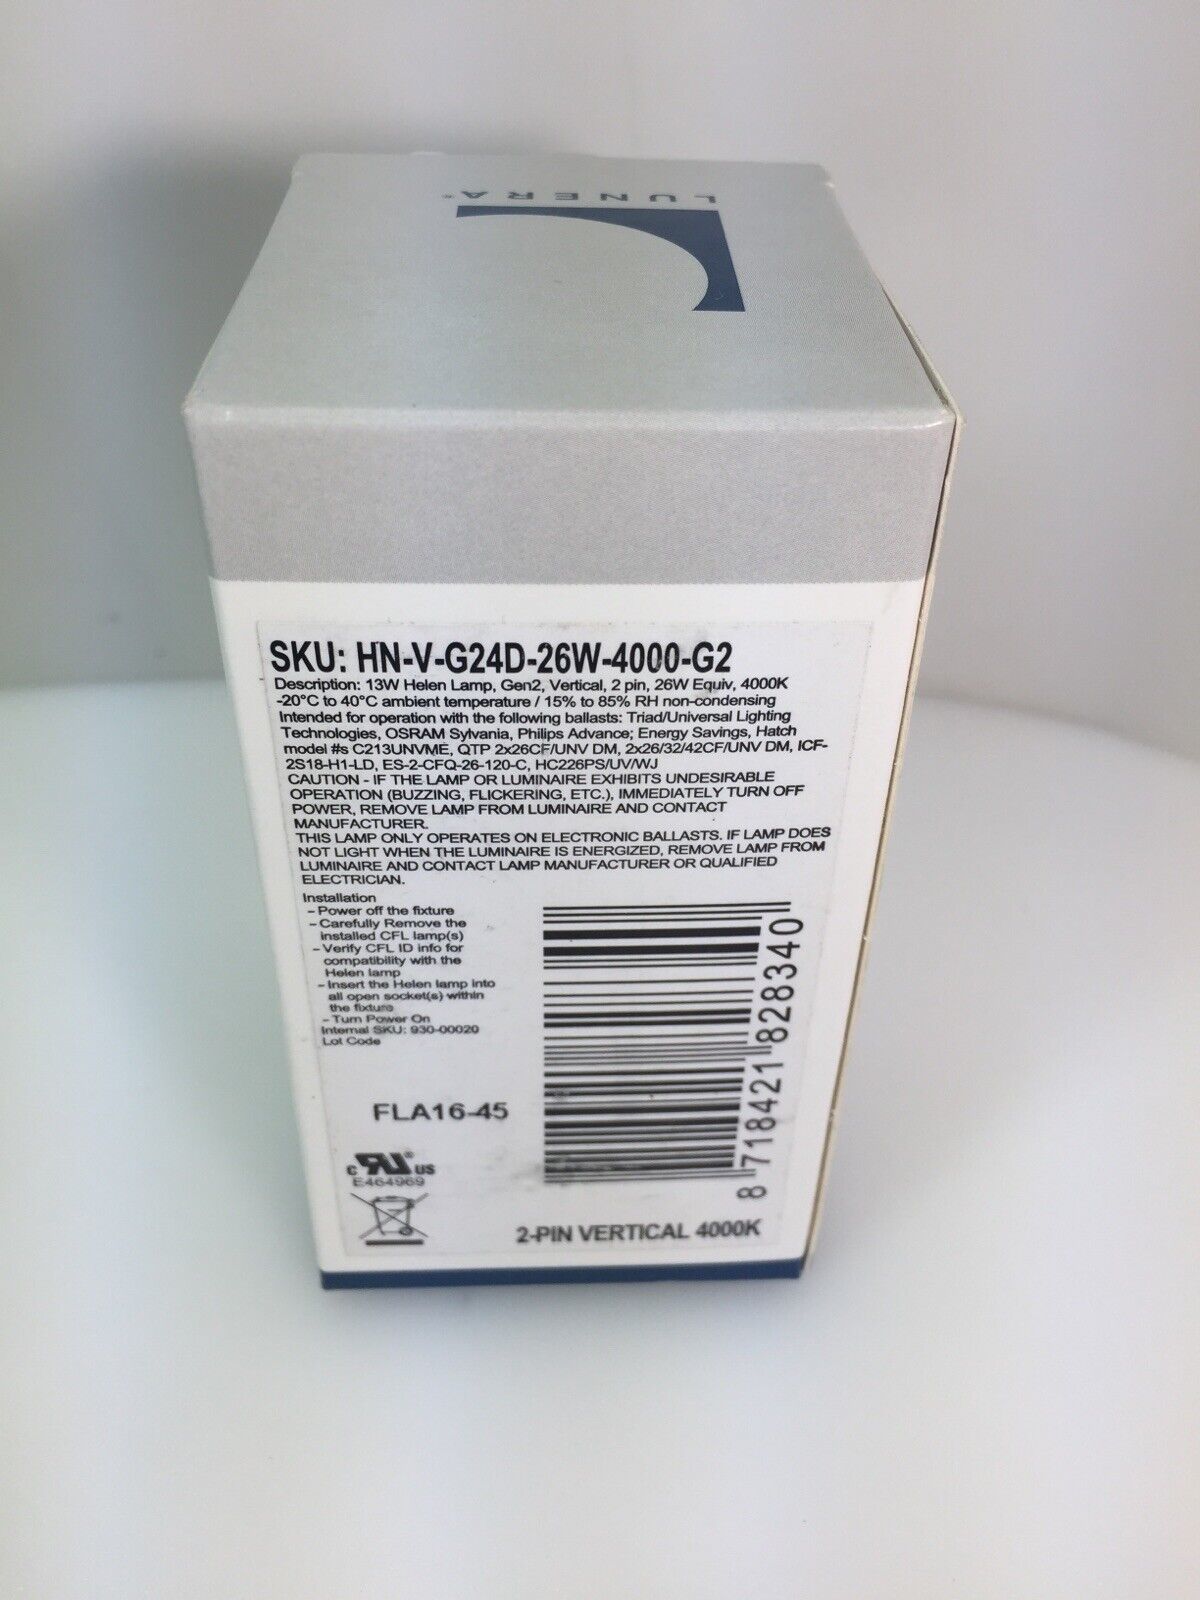 LUNERA®
SKU: HN-V-G24D-26W-4000-G2
Description: 13W Helen Lamp, Gen2, Vertical, 2 pin, 26W Equiv, 4000K
-20°C to 40°C ambient temperature / 15% to 85% RH non-condensing
Intended for operation with the following ballasts: Triad/Universal Lighting
Technologies, OSRAM Sylvania, Philips Advance; Energy Savings, Hatch
model #s C213UNVME, QTP 2x26CF/UNV DM, 2x26/32/42CF/UNV DM, ICF-
2S18-H1-LD, ES-2-CFQ-26-120-C, HC226PS/UV/WJ
CAUTION - IF THE LAMP OR LUMINAIRE EXHIBITS UNDESIRABLE
OPERATION (BUZZING, FLICKERING, ETC.), IMMEDIATELY TURN OFF
POWER, REMOVE LAMP FROM LUMINAIRE AND CONTACT
MANUFACTURER.
THIS LAMP ONLY OPERATES ON ELECTRONIC BALLASTS. IF LAMP DOES
NOT LIGHT WHEN THE LUMINAIRE IS ENERGIZED, REMOVE LAMP FROM
LUMINAIRE AND CONTACT LAMP MANUFACTURER OR QUALIFIED
ELECTRICIAN.
Installation
- Power off the fixture
- Carefully Remove the
installed CFL lamp(s)
- Verify CFL ID info for
compatibility with the
Helen lamp
- Insert the Helen lamp into
all open socket(s) within
the fixture
- Turn Power On
Internal SKU: 930-00020
Lot Code
FLA16-45
c RU® US
E464969
8 718421 828340
2-PIN VERTICAL 4000K